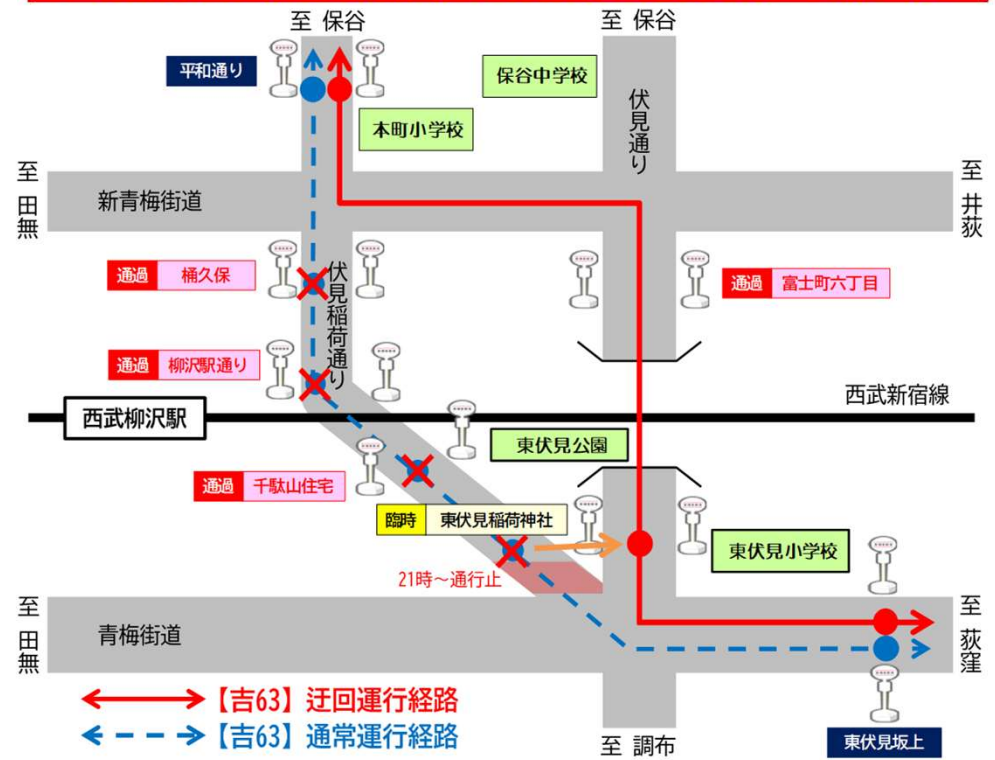 至 保谷
至 保谷
平和通り
保谷中学校
本町小学校
伏見通り
至 田無
新青梅街道
至 井荻
通過 桶久保
伏見稲荷通り
通過 富士町六丁目
通過 柳沢駅通り
西武新宿線
西武柳沢駅
東伏見公園
通過 千駄山住宅
臨時 東伏見稲荷神社
東伏見小学校
21時~通行止
至 田無
青梅街道
至 荻窪
【吉63】迂回運行経路
【吉63】通常運行経路
至 調布
東伏見坂上